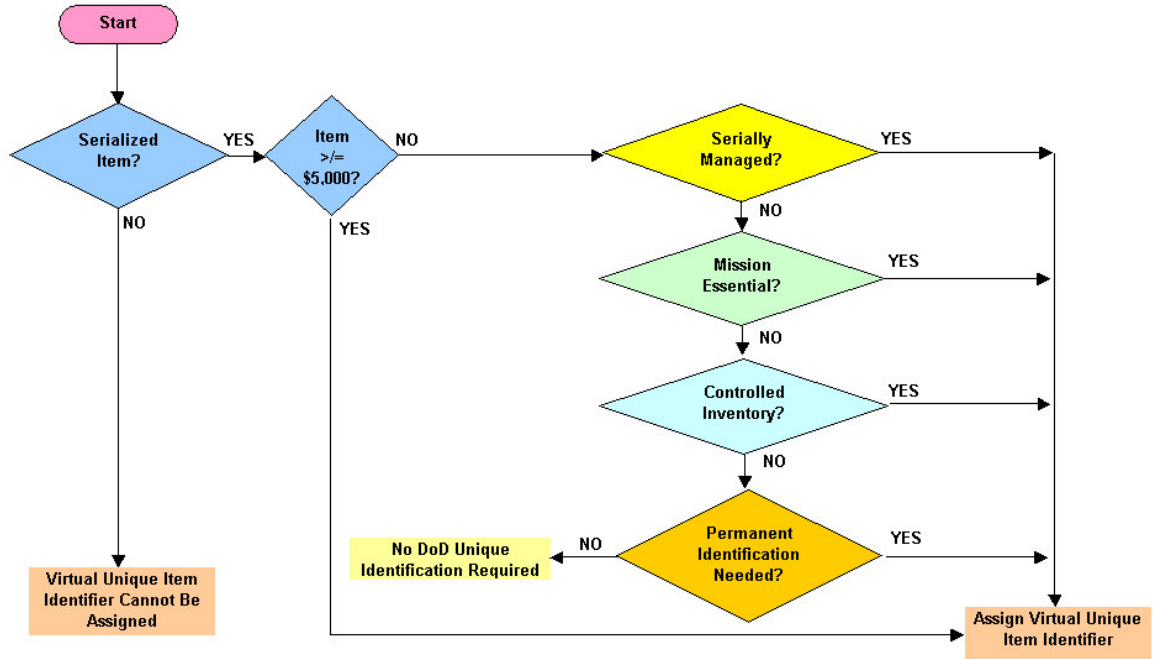 Start
Serialized
Item?
YES
NO
Item
>/=
$5,000?
NO
YES
Serially
Managed?
YES
NO
Mission
Essential?
YES
NO
Controlled
Inventory?
YES
NO
Permanent
Identification
Needed?
YES
NO
No DoD Unique
Identification Required
Virtual Unique Item
Identifier Cannot Be
Assigned
Assign Virtual Unique
Item Identifier